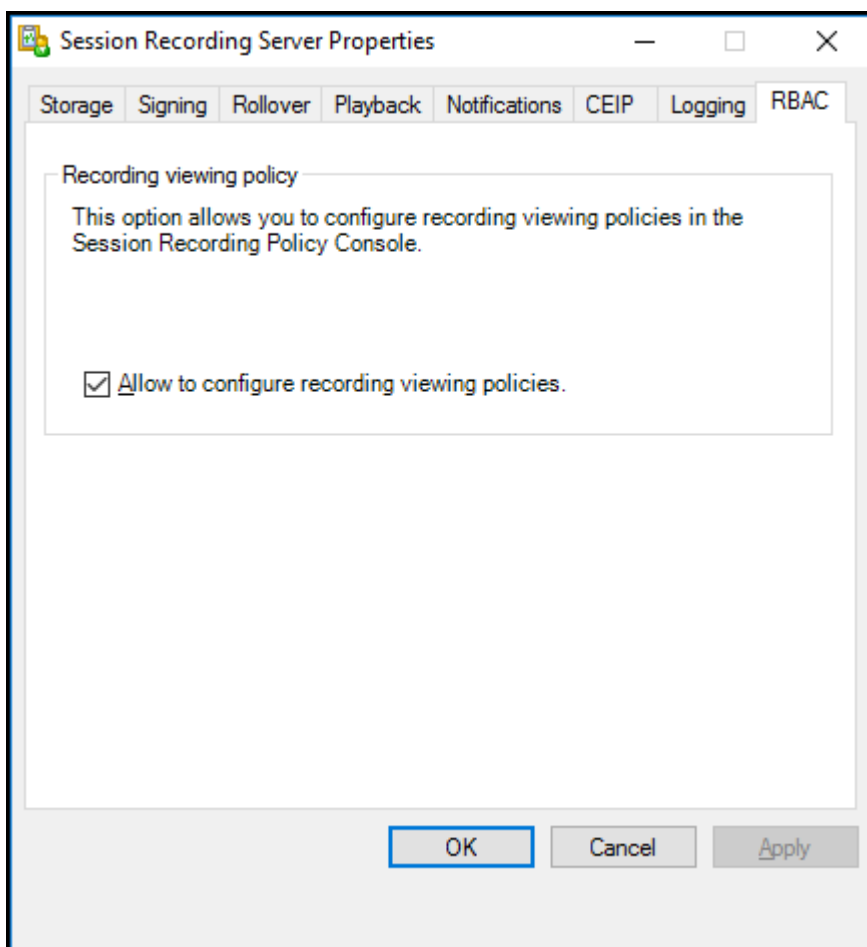 Session Recording Server Properties
Storage Signing Rollover Playback Notifications CEIP Logging RBAC
Recording viewing policy
This option allows you to configure recording viewing policies in the
Session Recording Policy Console.
Allow to configure recording viewing policies.
OK Cancel Apply